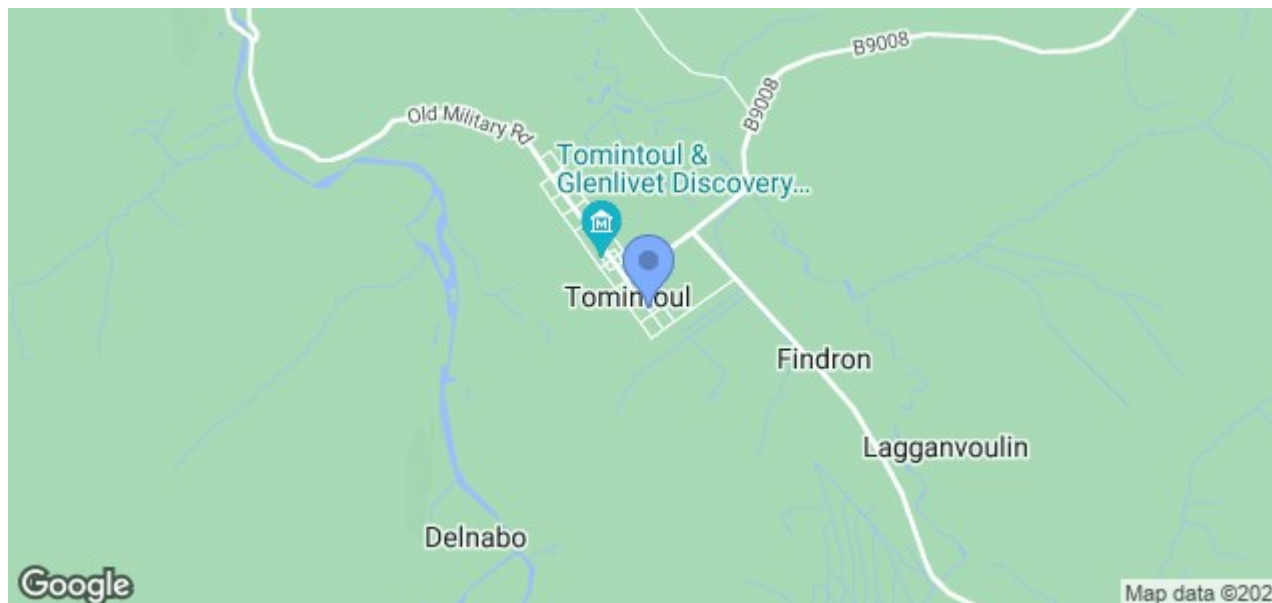 B9008
Old Military Rd
B9008
Tomintoul &
Glenlivet Discovery...
Tomintoul
Findron
Lagganvoulin
Delnabo
Google
Map data ©202